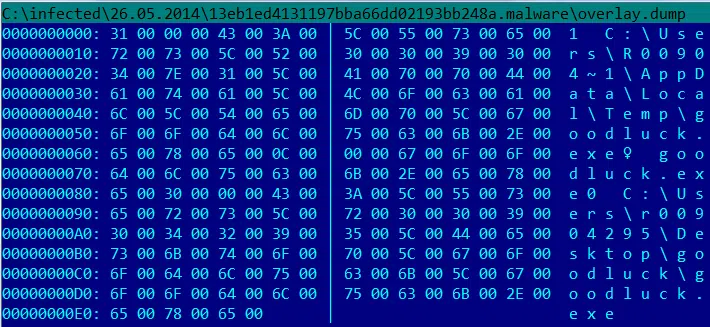 C:\infected\26.05.2014\13eb1ed4131197bba66dd02193bb248a.malware\overlay.dump
0000000000: 31 00 00 00 43 00 3A 00 | 5C 00 55 00 73 00 65 00 1   C : \ U s e
0000000010: 72 00 73 00 5C 00 52 00 | 30 00 30 00 39 00 30 00 r s \ R 0 0 9 0
0000000020: 34 00 7E 00 31 00 5C 00 | 41 00 70 00 70 00 44 00 4 ~ 1 \ A p p D
0000000030: 61 00 74 00 61 00 5C 00 | 4C 00 6F 00 63 00 61 00 a t a \ L o c a
0000000040: 6C 00 5C 00 54 00 65 00 | 6D 00 70 00 5C 00 67 00 l \ T e m p \ g
0000000050: 6F 00 6F 00 64 00 6C 00 | 75 00 63 00 6B 00 2E 00 o o d l u c k .
0000000060: 65 00 78 00 65 00 0C 00 | 00 00 67 00 6F 00 6F 00 e x e ♀   g o o
0000000070: 64 00 6C 00 75 00 63 00 | 6B 00 2E 00 65 00 78 00 d l u c k . e x
0000000080: 65 00 30 00 00 00 43 00 | 3A 00 5C 00 55 00 73 00 e 0   C : \ U s
0000000090: 65 00 72 00 73 00 5C 00 | 72 00 30 00 30 00 39 00 e r s \ r 0 0 9
00000000A0: 30 00 34 00 32 00 39 00 | 35 00 5C 00 44 00 65 00 0 4 2 9 5 \ D e
00000000B0: 73 00 6B 00 74 00 6F 00 | 70 00 5C 00 67 00 6F 00 s k t o p \ g o
00000000C0: 6F 00 64 00 6C 00 75 00 | 63 00 6B 00 5C 00 67 00 o d l u c k \ g
00000000D0: 6F 00 6F 00 64 00 6C 00 | 75 00 63 00 6B 00 2E 00 o o d l u c k .
00000000E0: 65 00 78 00 65 00 | e x e